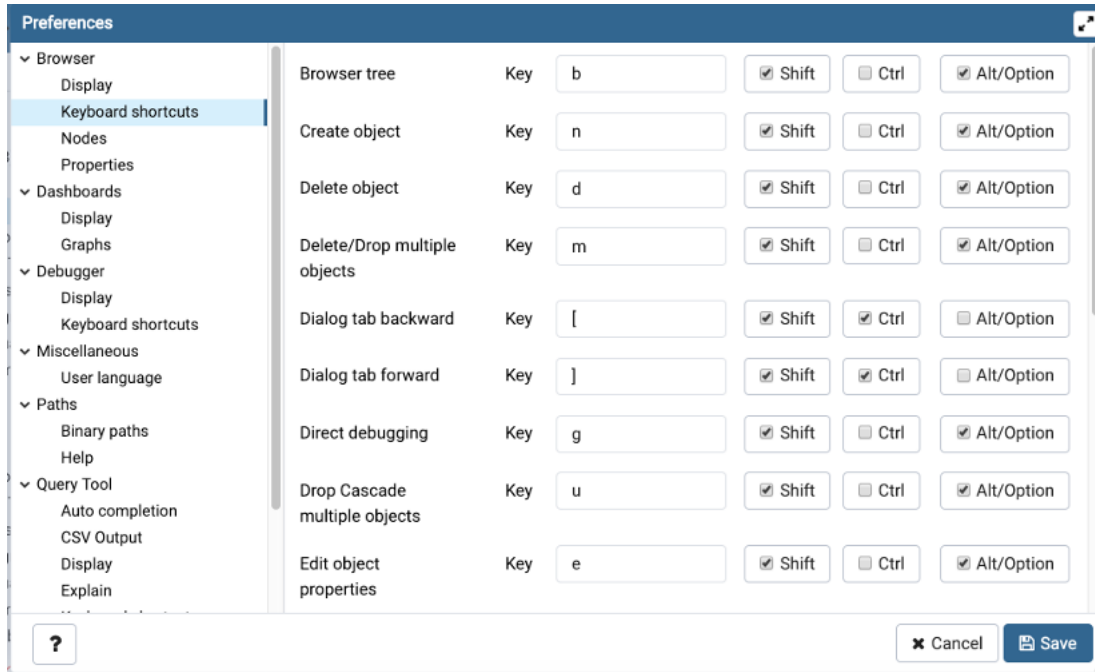 Preferences
Browser
Display
Keyboard shortcuts
Nodes
Properties
Dashboards
Display
Graphs
Debugger
Display
Keyboard shortcuts
Miscellaneous
User language
Paths
Binary paths
Help
Query Tool
Auto completion
CSV Output
Display
Explain
Browser tree Key b Shift Ctrl Alt/Option
Create object Key n Shift Ctrl Alt/Option
Delete object Key d Shift Ctrl Alt/Option
Delete/Drop multiple Key m Shift Ctrl Alt/Option
objects
Dialog tab backward Key [ Shift Ctrl Alt/Option
Dialog tab forward Key ] Shift Ctrl Alt/Option
Direct debugging Key g Shift Ctrl Alt/Option
Drop Cascade Key u Shift Ctrl Alt/Option
multiple objects
Edit object Key e Shift Ctrl Alt/Option
properties
? Cancel Save